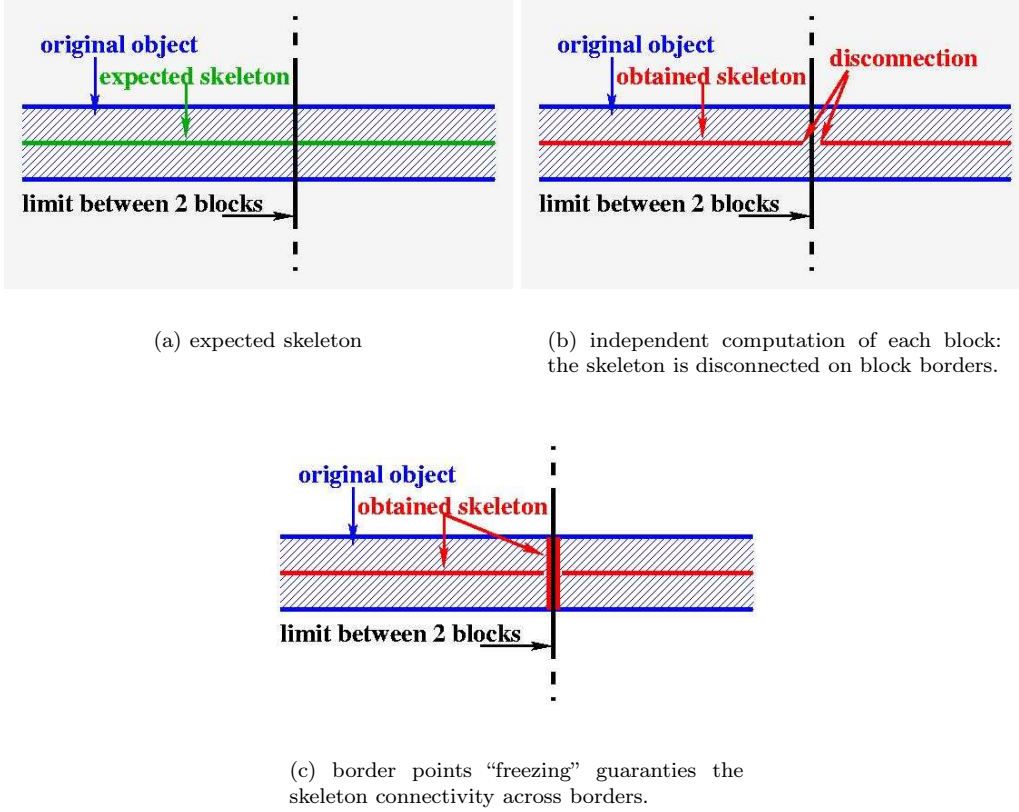 original object
expected skeleton
limit between 2 blocks
original object
obtained skeleton
disconnection
limit between 2 blocks
(a) expected skeleton
(b) independent computation of each block:
the skeleton is disconnected on block borders.
original object
obtained skeleton
limit between 2 blocks
(c) border points “freezing” guaranties the
skeleton connectivity across borders.